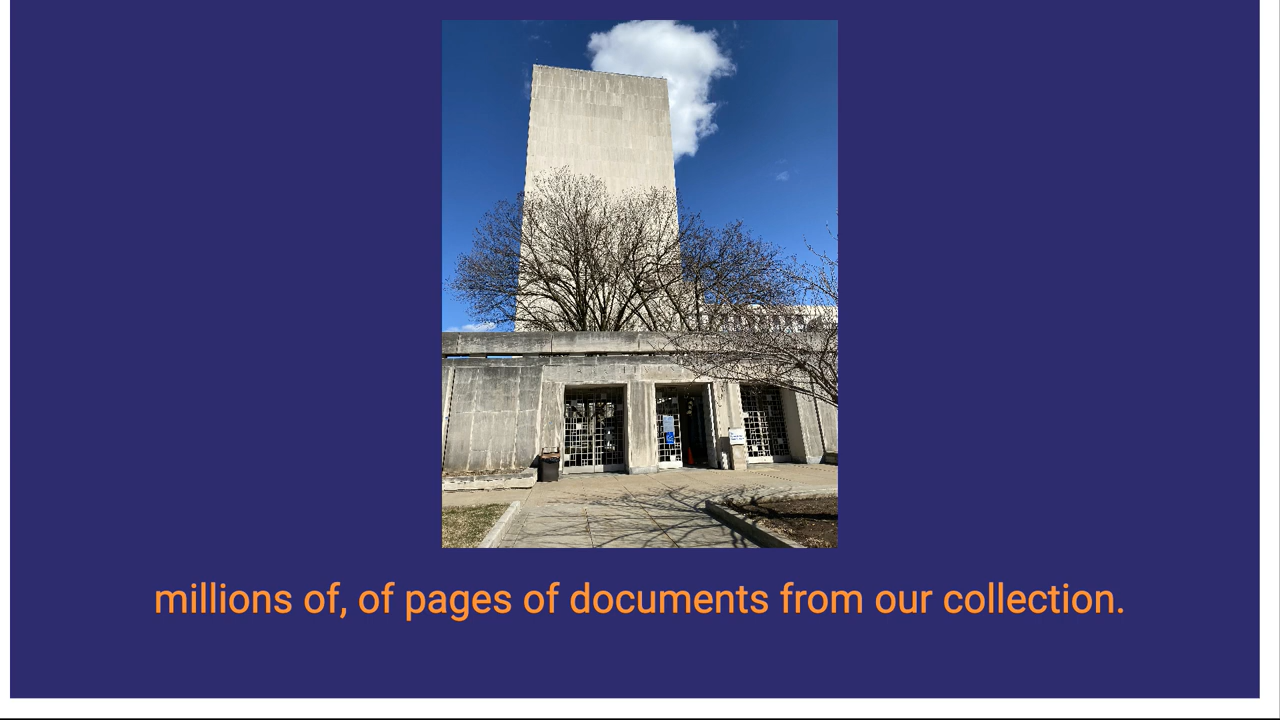 millions of, of pages of documents from our collection.